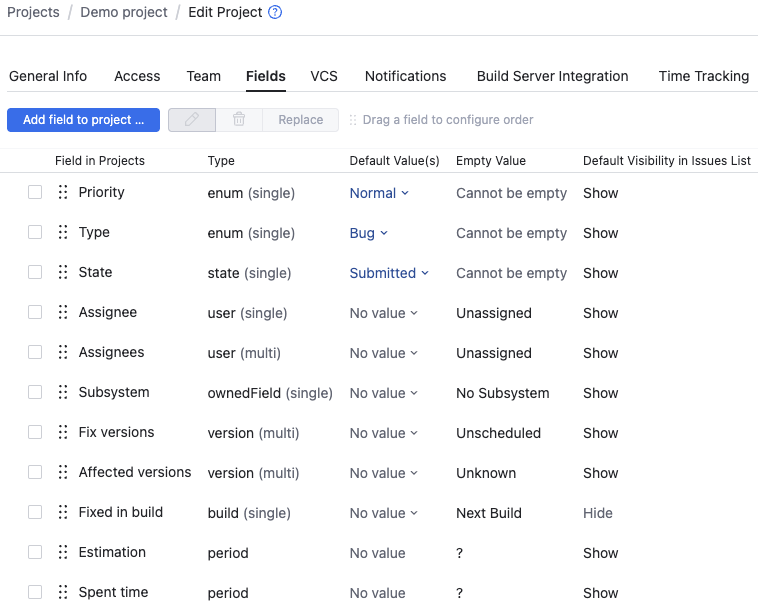 Projects / Demo project / Edit Project ?
General Info Access Team Fields VCS Notifications Build Server Integration Time Tracking
Add field to project ... Replace Drag a field to configure order
Field in Projects Type Default Value(s) Empty Value Default Visibility in Issues List
Priority enum (single) Normal Cannot be empty Show
Type enum (single) Bug Cannot be empty Show
State state (single) Submitted Cannot be empty Show
Assignee user (single) No value Unassigned Show
Assignees user (multi) No value Unassigned Show
Subsystem ownedField (single) No value No Subsystem Show
Fix versions version (multi) No value Unscheduled Show
Affected versions version (multi) No value Unknown Show
Fixed in build build (single) No value Next Build Hide
Estimation period No value ? Show
Spent time period No value ? Show